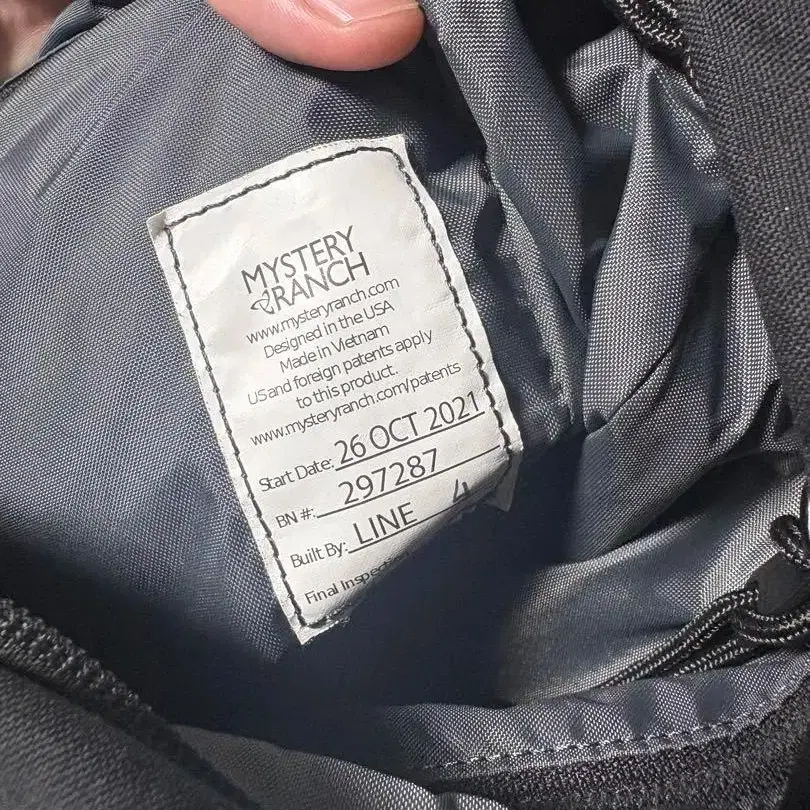 MYSTERY
RANCH
www.mysteryranch.com
Designed in the USA
Made in Vietnam
US and foreign patents apply
to this product.
www.mysteryranch.com/patents
Start Date: 26 OCT 2021
BN #: 297287
Built By: LINE 4
Final